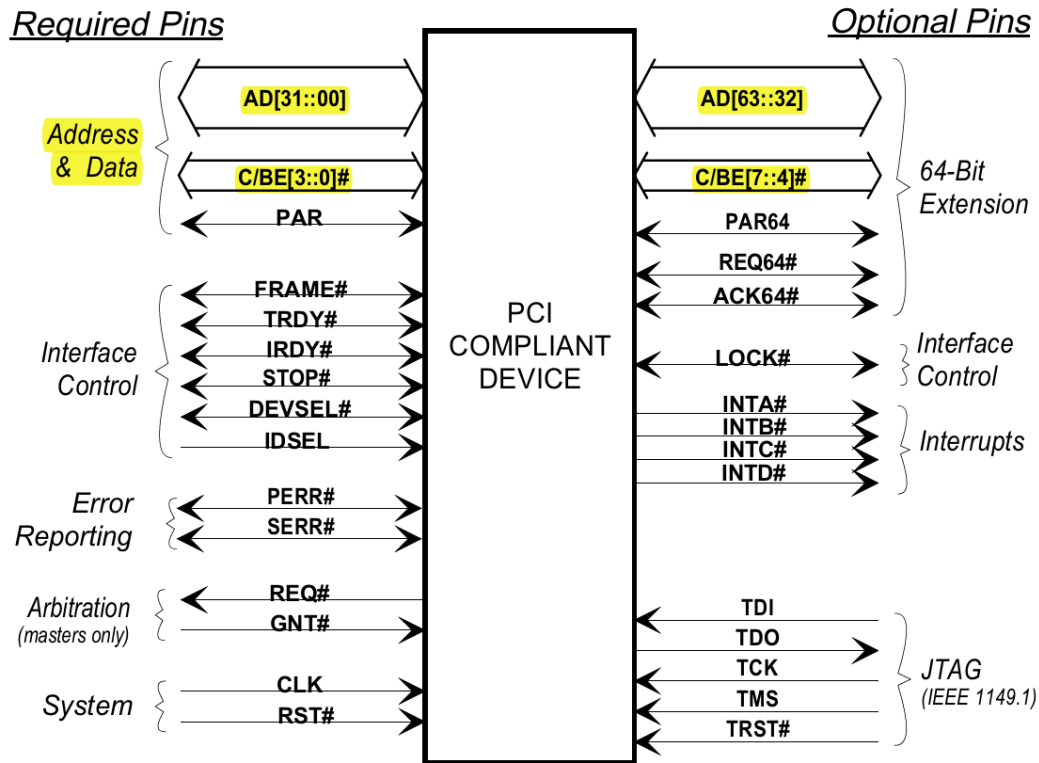 Required Pins
Optional Pins
Address
& Data
AD[31::00]
C/BE[3::0]#
PAR
Interface
Control
FRAME#
TRDY#
IRDY#
STOP#
DEVSEL#
IDSEL
Error
Reporting
PERR#
SERR#
Arbitration
(masters only)
REQ#
GNT#
System
CLK
RST#
PCI
COMPLIANT
DEVICE
AD[63::32]
C/BE[7::4]#
PAR64
REQ64#
ACK64#
64-Bit
Extension
LOCK#
Interface
Control
INTA#
INTB#
INTC#
INTD#
Interrupts
TDI
TDO
TCK
TMS
TRST#
JTAG
(IEEE 1149.1)